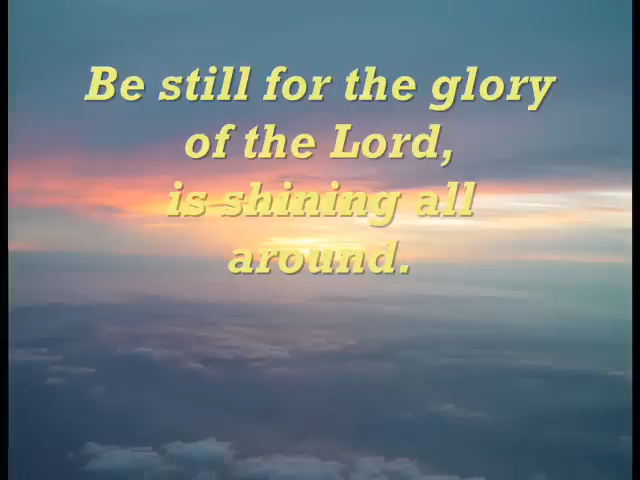 Be still for the glory
of the Lord,
is shining all
around.